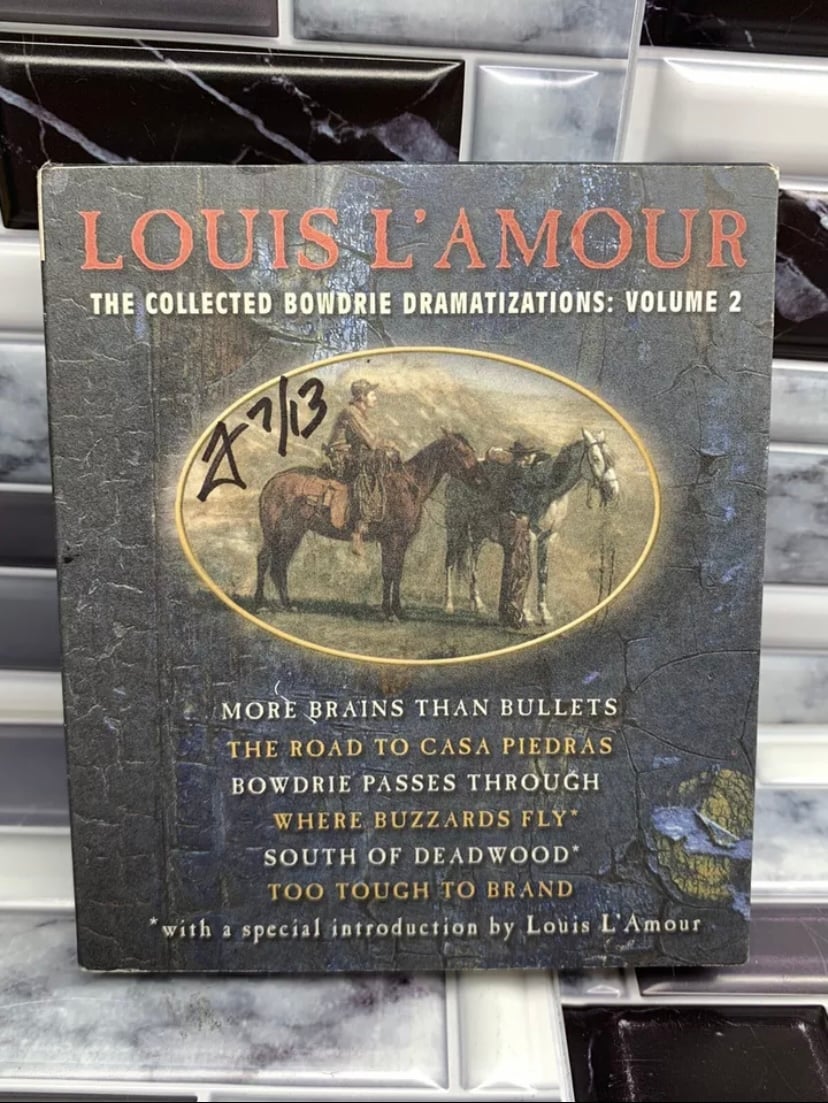 LOUIS L'AMOUR
THE COLLECTED BOWDRIE DRAMATIZATIONS: VOLUME 2
7/13
MORE BRAINS THAN BULLETS
THE ROAD TO CASA PIEDRAS
BOWDRIE PASSES THROUGH
WHERE BUZZARDS FLY*
SOUTH OF DEADWOOD*
TOO TOUGH TO BRAND
*with a special introduction by Louis L'Amour